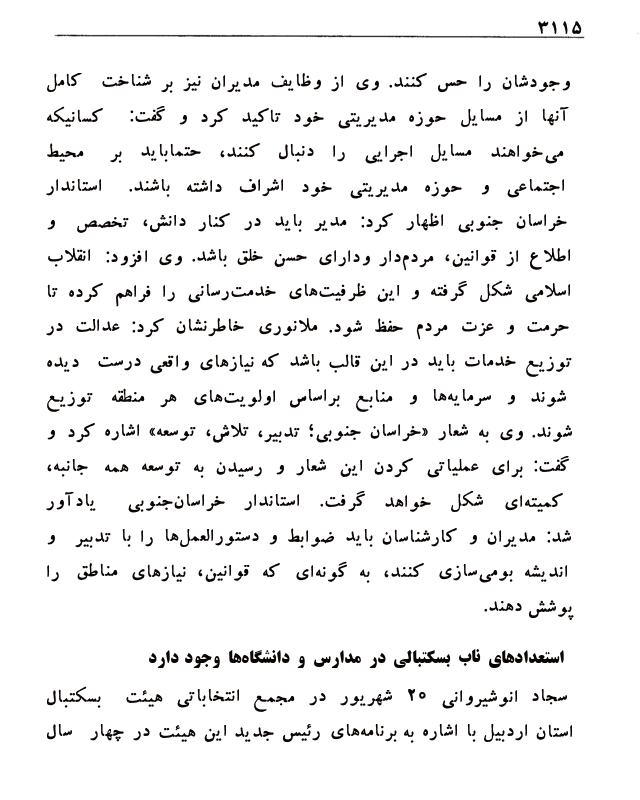 ۳۱۱۵
وجودشان را حس کنند. وی از وظایف مدیران نیز بر شناخت کامل
آنها از مسایل حوزه مدیریتی خود تاکید کرد و گفت: کسانیکه
می‌خواهند مسایل اجرایی را دنبال کنند، حتماباید بر محیط
اجتماعی و حوزه مدیریتی خود اشراف داشته باشند. استاندار
خراسان جنوبی اظهار کرد: مدیر باید در کنار دانش، تخصص و
اطلاع از قوانین، مردم‌دار ودارای حسن خلق باشد. وی افزود: انقلاب
اسلامی شکل گرفته و این ظرفیت‌های خدمت‌رسانی را فراهم کرده تا
حرمت و عزت مردم حفظ شود. ملانوری خاطرنشان کرد: عدالت در
توزیع خدمات باید در این قالب باشد که نیازهای واقعی درست دیده
شوند و سرمایه‌ها و منابع براساس اولویت‌های هر منطقه توزیع
شوند. وی به شعار «خراسان جنوبی؛ تدبیر، تلاش، توسعه» اشاره کرد و
گفت: برای عملیاتی کردن این شعار و رسیدن به توسعه همه جانبه،
کمیته‌ای شکل خواهد گرفت. استاندار خراسان‌جنوبی یادآور
شد: مدیران و کارشناسان باید ضوابط و دستورالعمل‌ها را با تدبیر و
اندیشه بومی‌سازی کنند، به گونه‌ای که قوانین، نیازهای مناطق را
پوشش دهند.
استعدادهای ناب بسکتبالی در مدارس و دانشگاه‌ها وجود دارد
سجاد انوشیروانی ۲۰ شهریور در مجمع انتخاباتی هیئت بسکتبال
استان اردبیل با اشاره به برنامه‌های رئیس جدید این هیئت در چهار سال